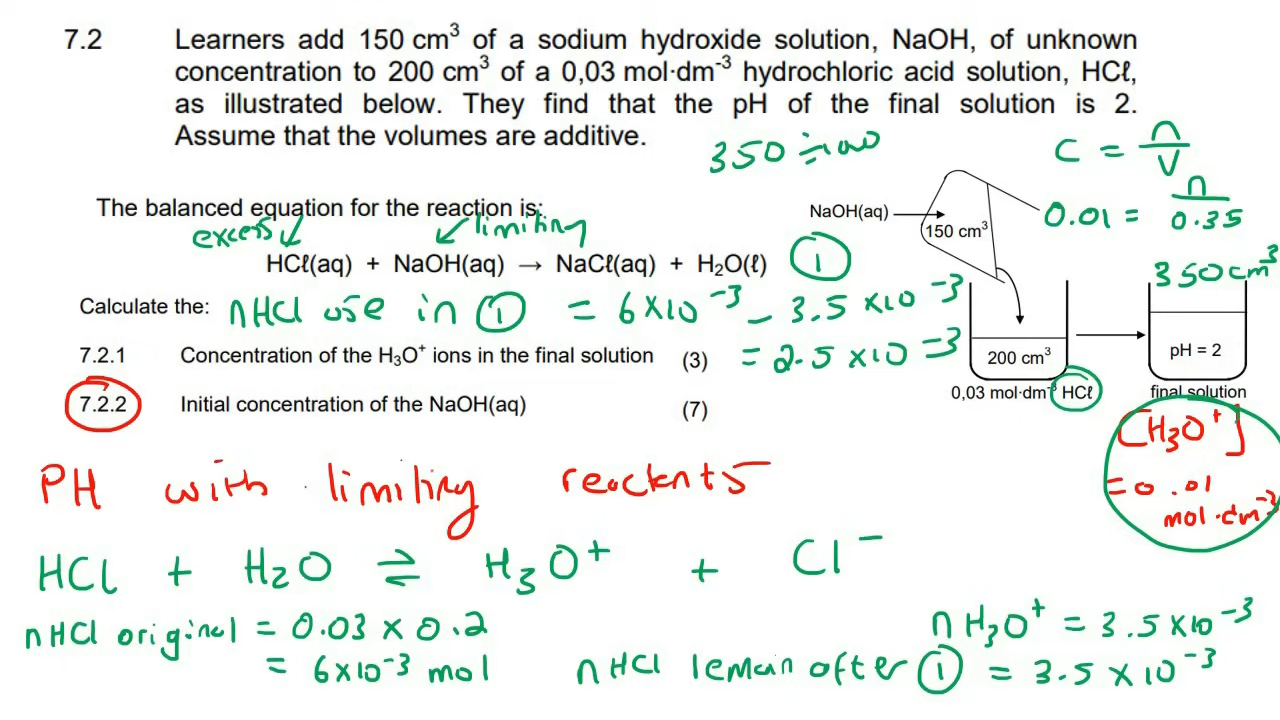 7.2 Learners add 150 cm³ of a sodium hydroxide solution, NaOH, of unknown
concentration to 200 cm³ of a 0,03 mol·dm⁻³ hydrochloric acid solution, HCℓ,
as illustrated below. They find that the pH of the final solution is 2.
Assume that the volumes are additive.
350 ÷ 1000
C = n/V
The balanced equation for the reaction is:
NaOH(aq)
150 cm³
0.01 = n/0.35
excess
limiting
HCℓ(aq) + NaOH(aq) → NaCℓ(aq) + H₂O(ℓ) ①
350 cm³
Calculate the:
nHCl use in ① = 6×10⁻³ - 3.5 ×10⁻³
= 2.5 ×10⁻³
7.2.1 Concentration of the H₃O⁺ ions in the final solution (3)
200 cm³
pH = 2
0,03 mol·dm⁻³ HCℓ
final solution
7.2.2 Initial concentration of the NaOH(aq) (7)
[H₃O⁺]
= 0.01
mol·dm⁻³
PH with limiting reactents
HCl + H₂O ⇌ H₃O⁺ + Cl⁻
nHCl original = 0.03 × 0.2
= 6×10⁻³ mol
nH₃O⁺ = 3.5×10⁻³
nHCl remain after ① = 3.5 ×10⁻³